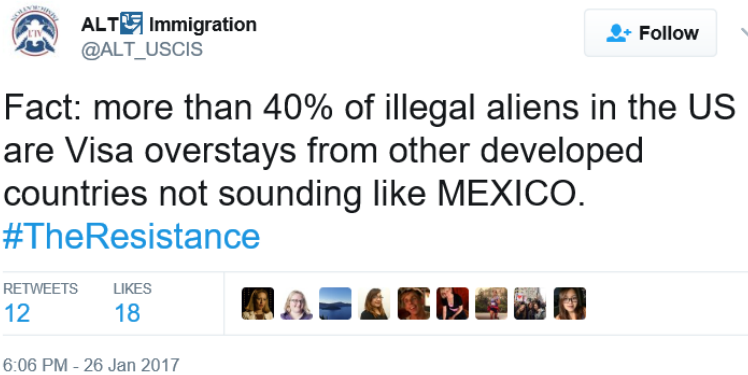 ALT Immigration
@ALT_USCIS
Follow
Fact: more than 40% of illegal aliens in the US
are Visa overstays from other developed
countries not sounding like MEXICO.
#TheResistance
RETWEETS LIKES
12 18
6:06 PM - 26 Jan 2017